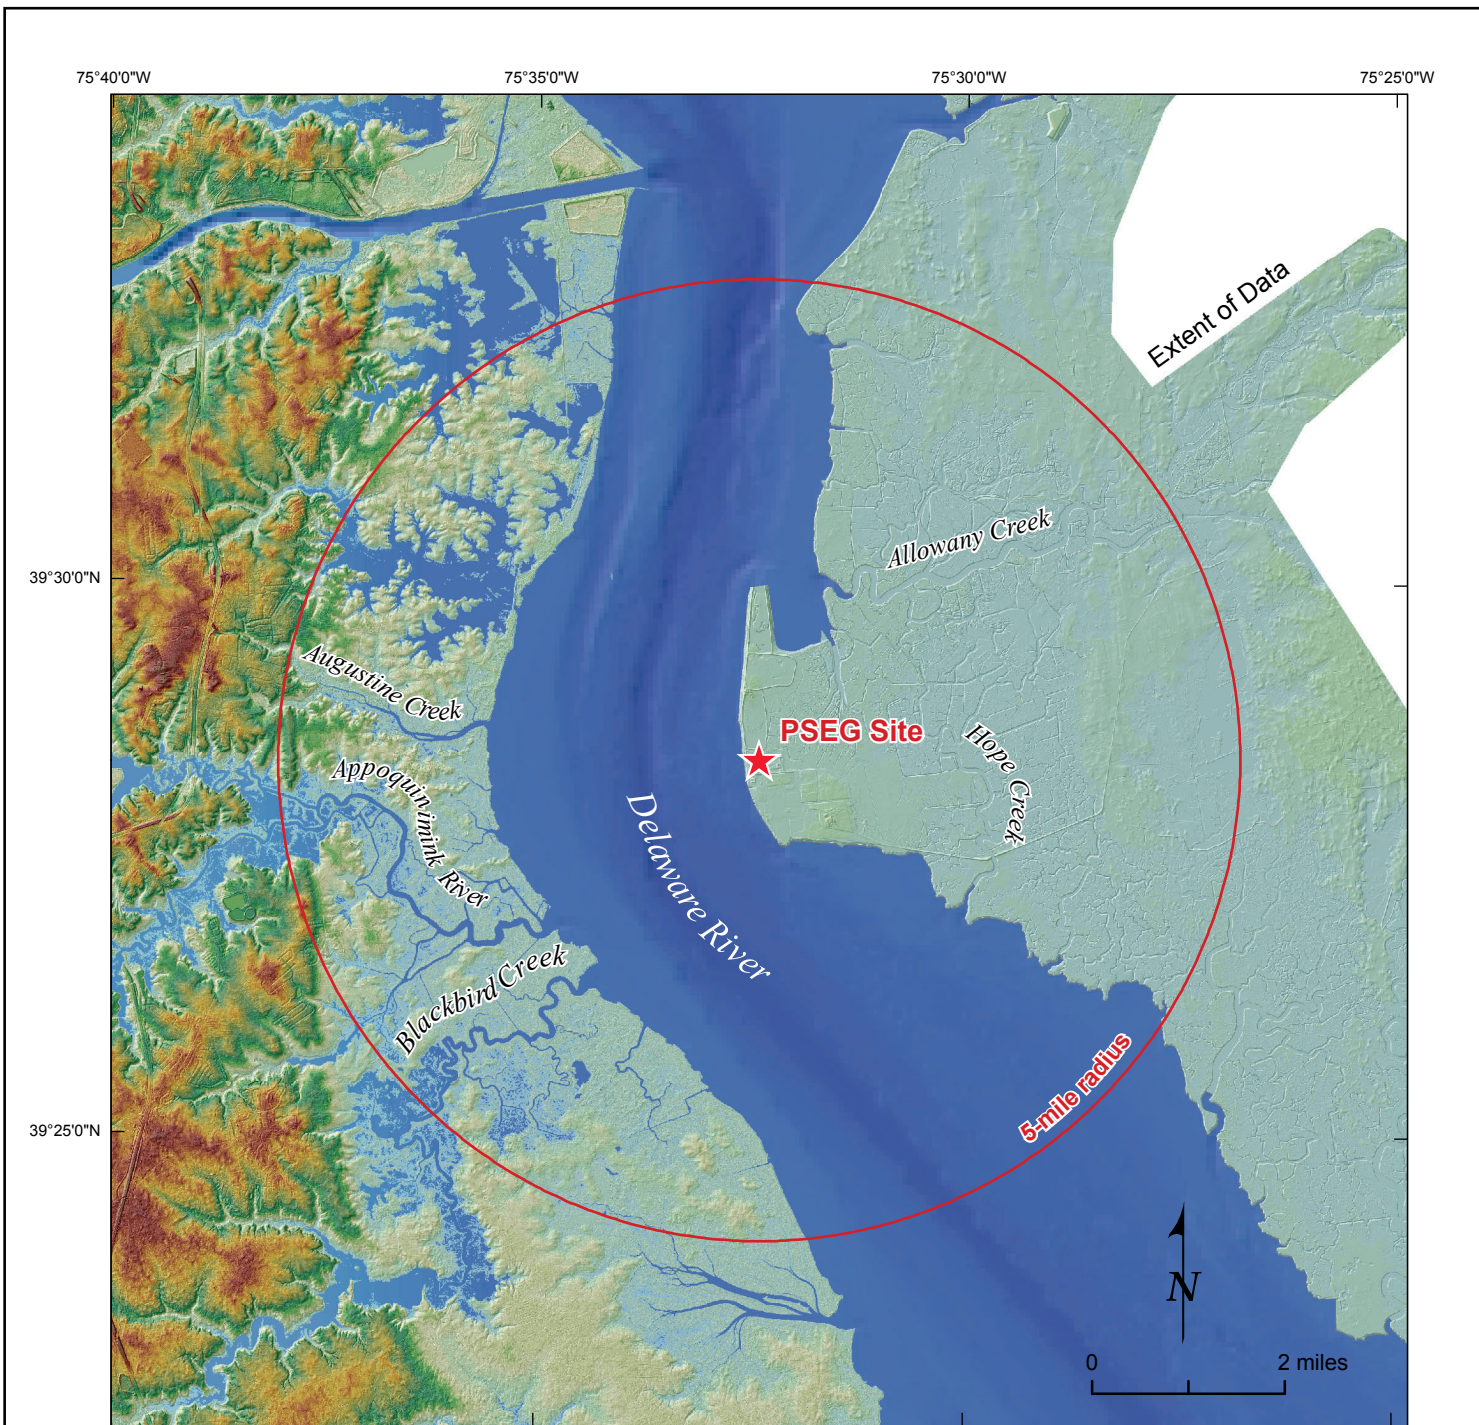 75°40'0"W
75°35'0"W
75°30'0"W
75°25'0"W
Extent of Data
Allowany Creek
39°30'0"N
Augustine Creek
PSEG Site
Hope Creek
Appoquinimink River
Delaware River
Blackbird Creek
5-mile radius
39°25'0"N
N
0 2 miles